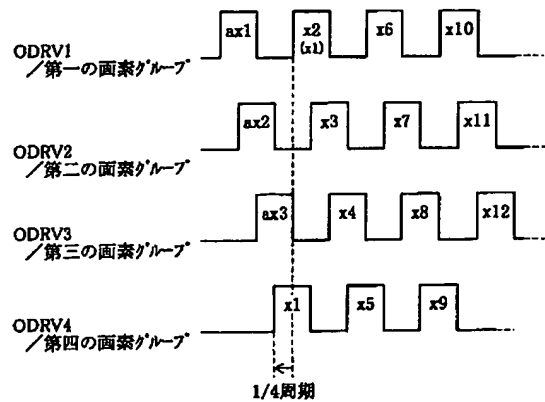 ax1 x2 x6 x10
(x1)
ODRV1
/第一の画素グループ
ax2 x3 x7 x11
ODRV2
/第二の画素グループ
ax3 x4 x8 x12
ODRV3
/第三の画素グループ
x1 x5 x9
ODRV4
/第四の画素グループ
1/4周期